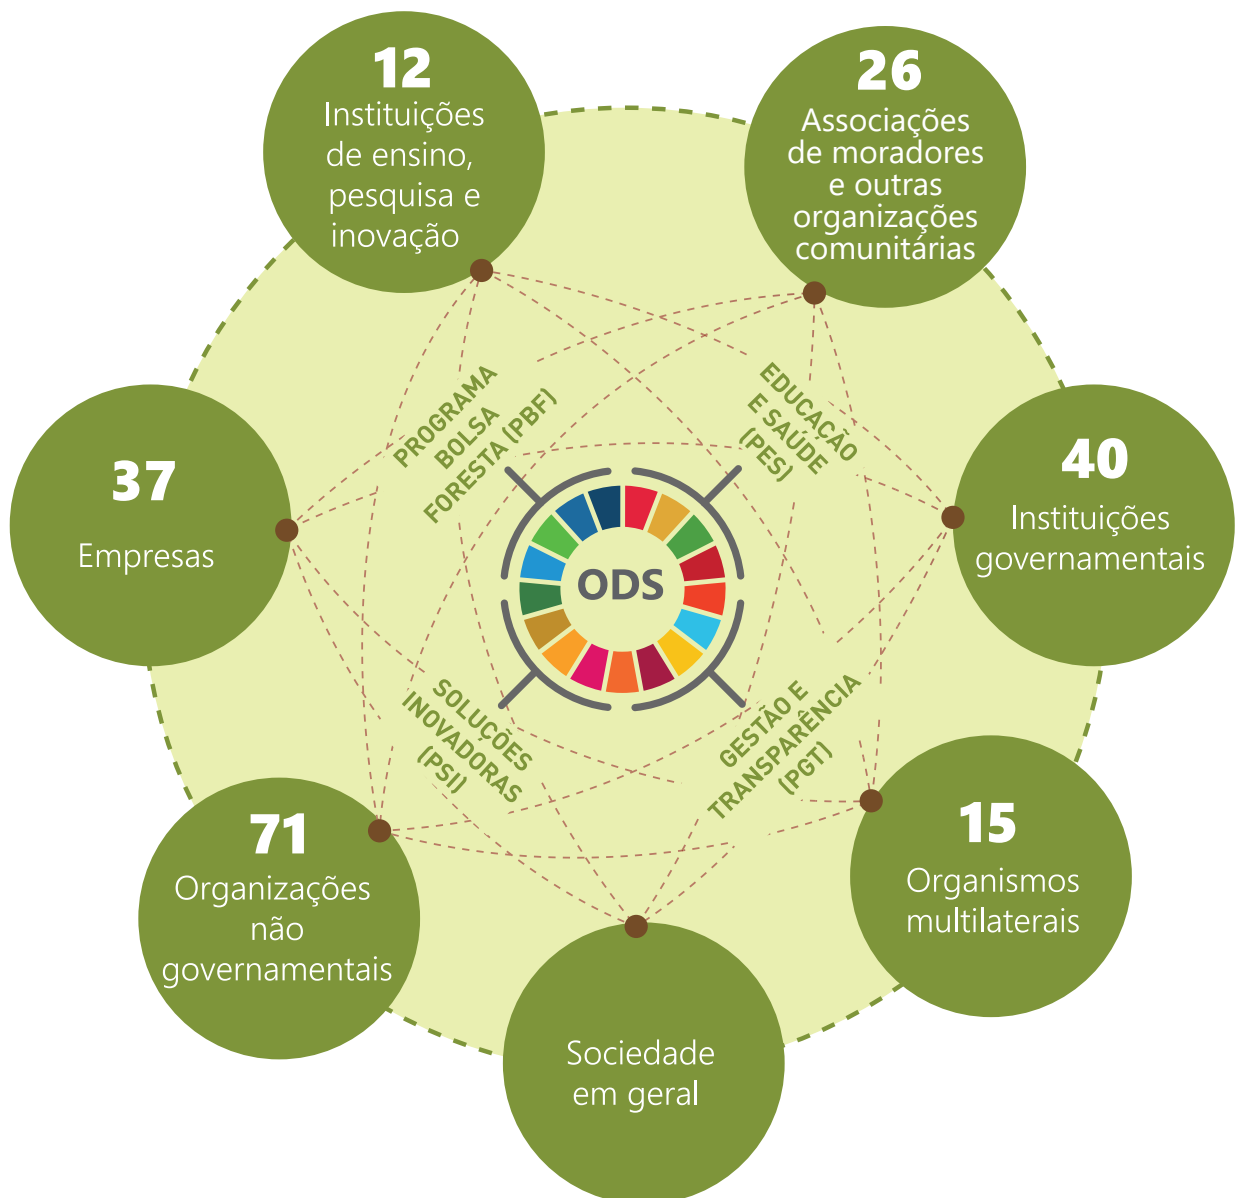 12
Instituições
de ensino,
pesquisa e
inovação
26
Associações
de moradores
e outras
organizações
comunitárias
37
Empresas
PROGRAMA
BOLSA
FORESTA (PBF)
EDUCAÇÃO
E SAÚDE
(PES)
40
Instituições
governamentais
ODS
SOLUÇÕES
INOVADORAS
(PSI)
GESTÃO E
TRANSPARÊNCIA
(PGT)
71
Organizações
não
governamentais
15
Organismos
multilaterais
Sociedade
em geral